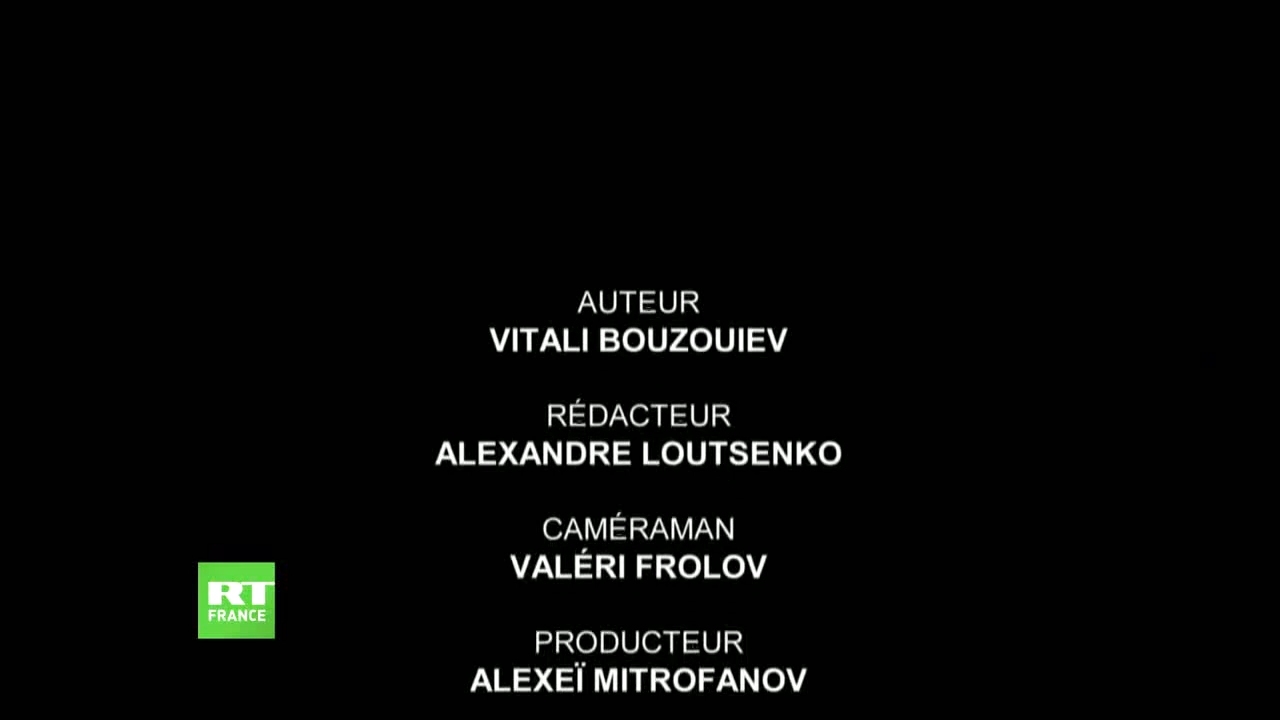 AUTEUR
VITALI BOUZOUIEV
RÉDACTEUR
ALEXANDRE LOUTSENKO
CAMÉRAMAN
VALÉRI FROLOV
PRODUCTEUR
ALEXEÏ MITROFANOV
RT
FRANCE